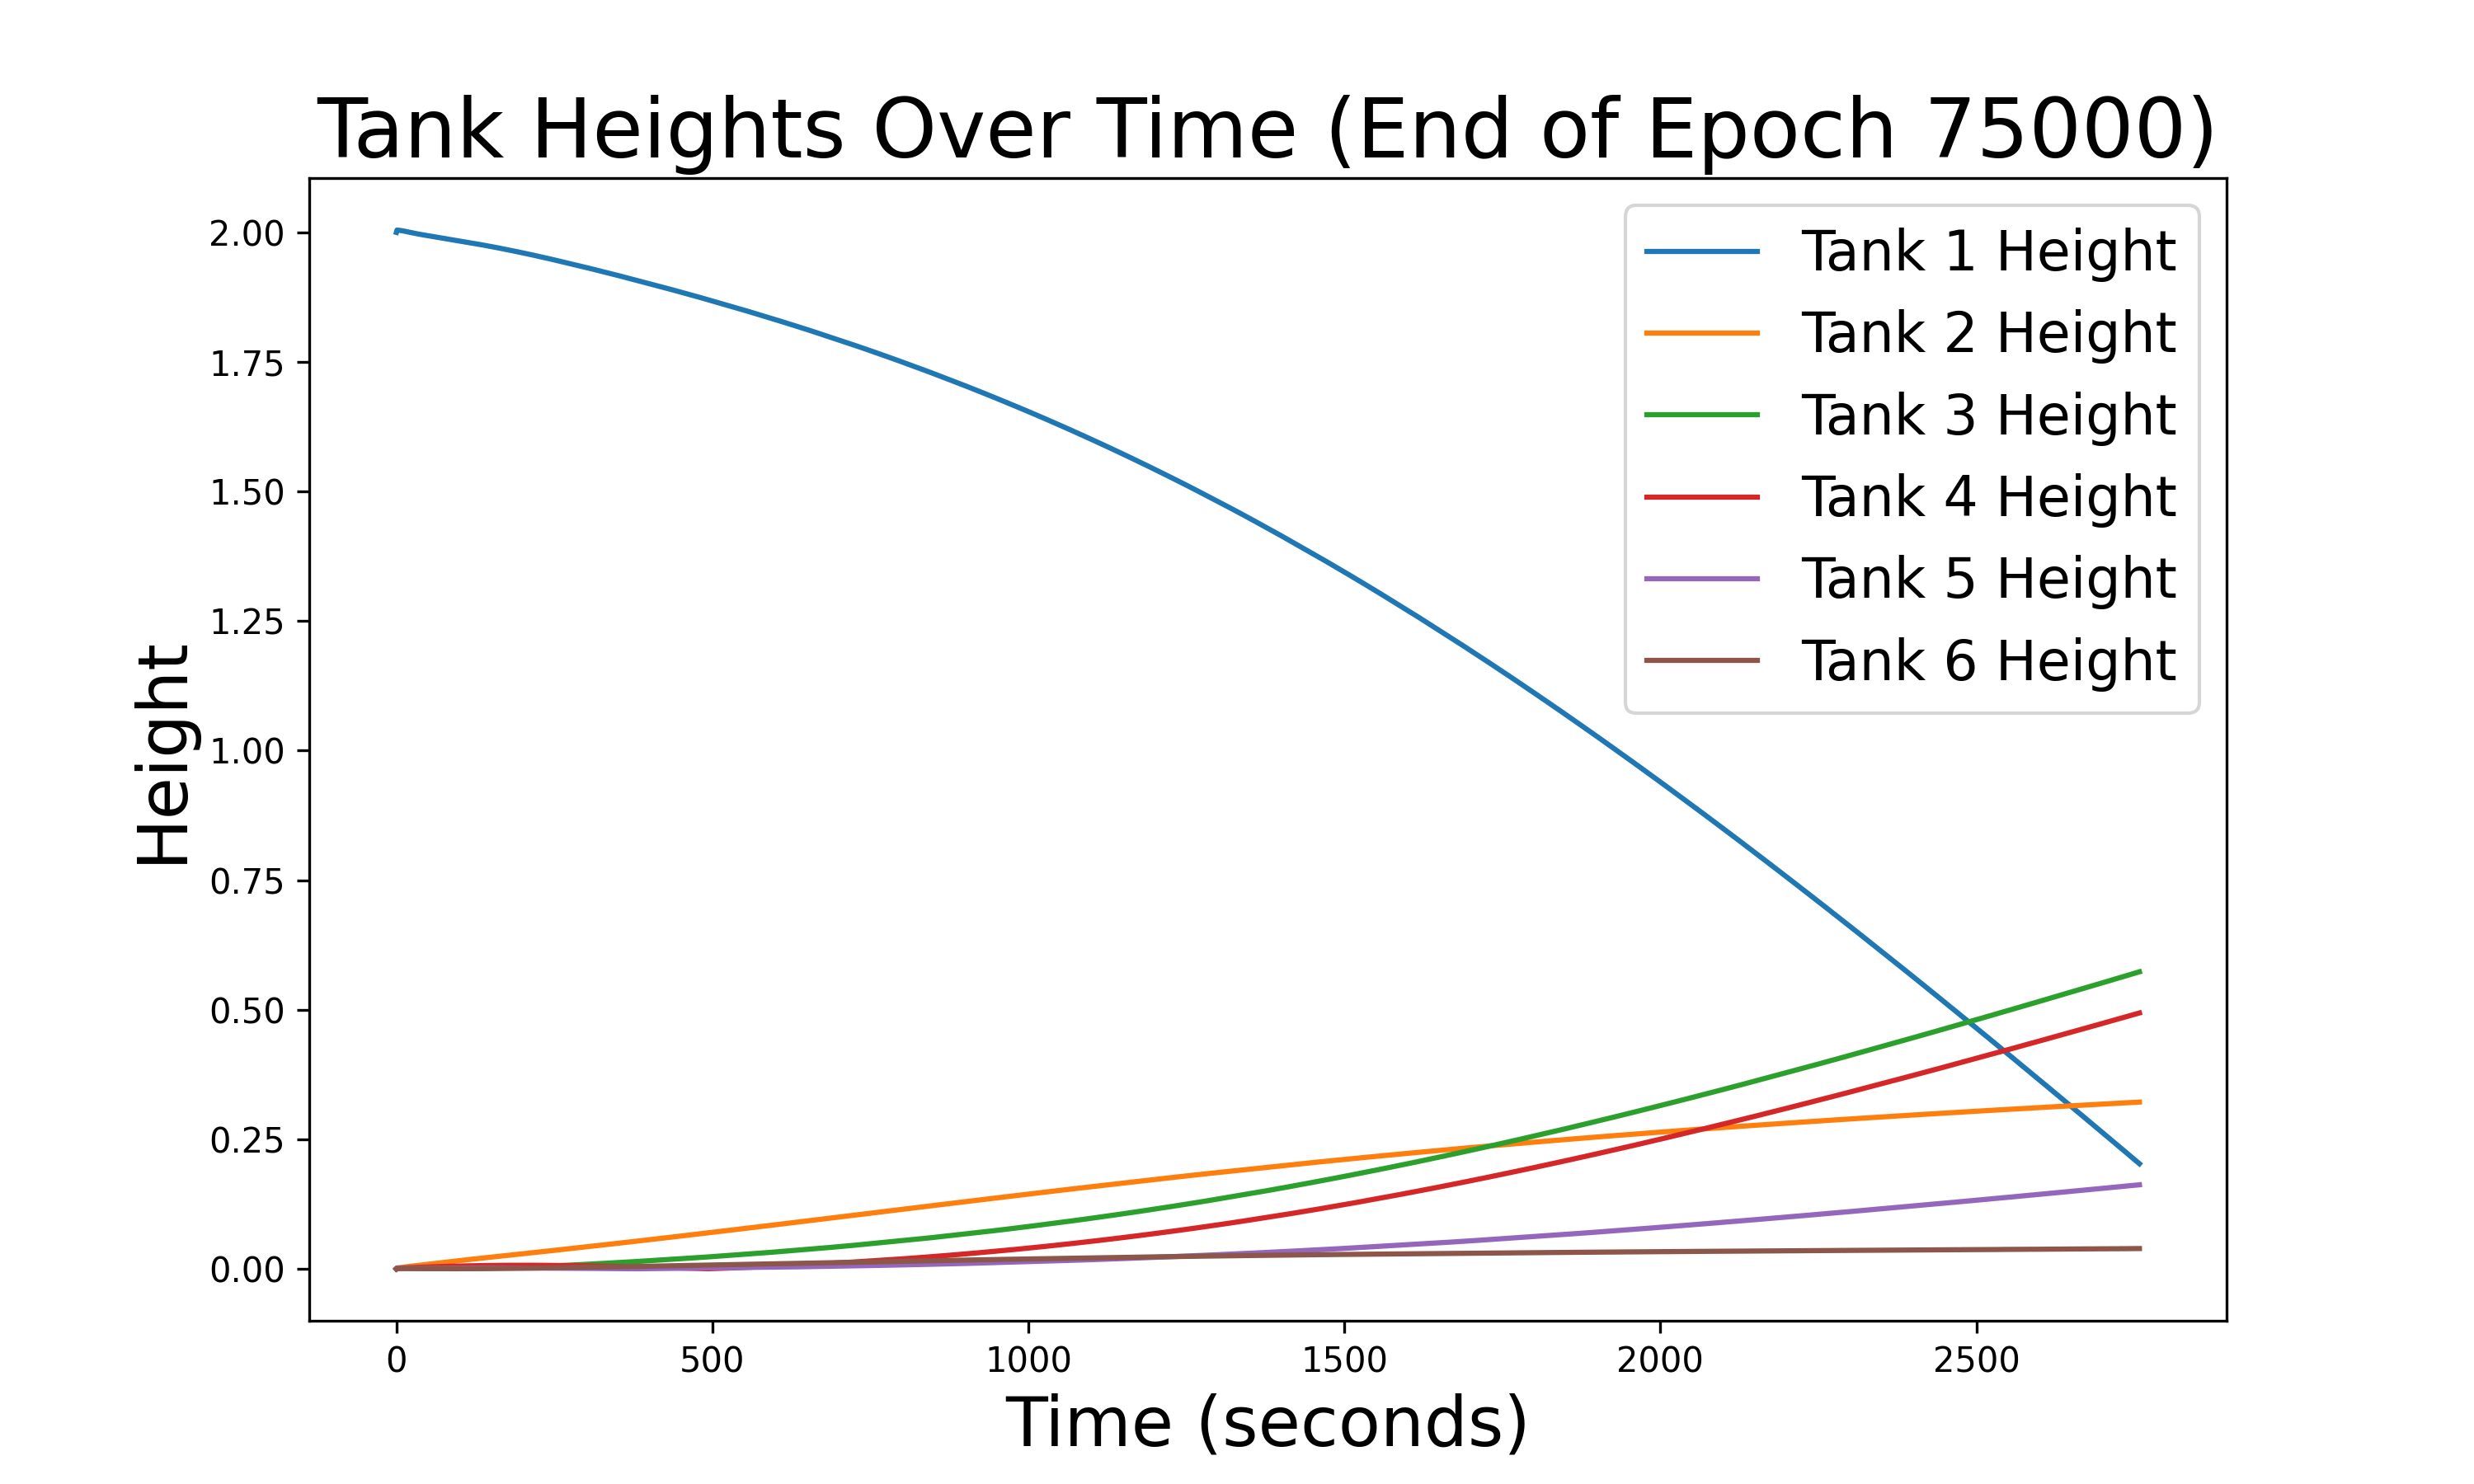 Tank Heights Over Time (End of Epoch 75000)
2.00
1.75
1.50
1.25
1.00
0.75
0.50
0.25
0.00
Height
Tank 1 Height
Tank 2 Height
Tank 3 Height
Tank 4 Height
Tank 5 Height
Tank 6 Height
0 500 1000 1500 2000 2500
Time (seconds)